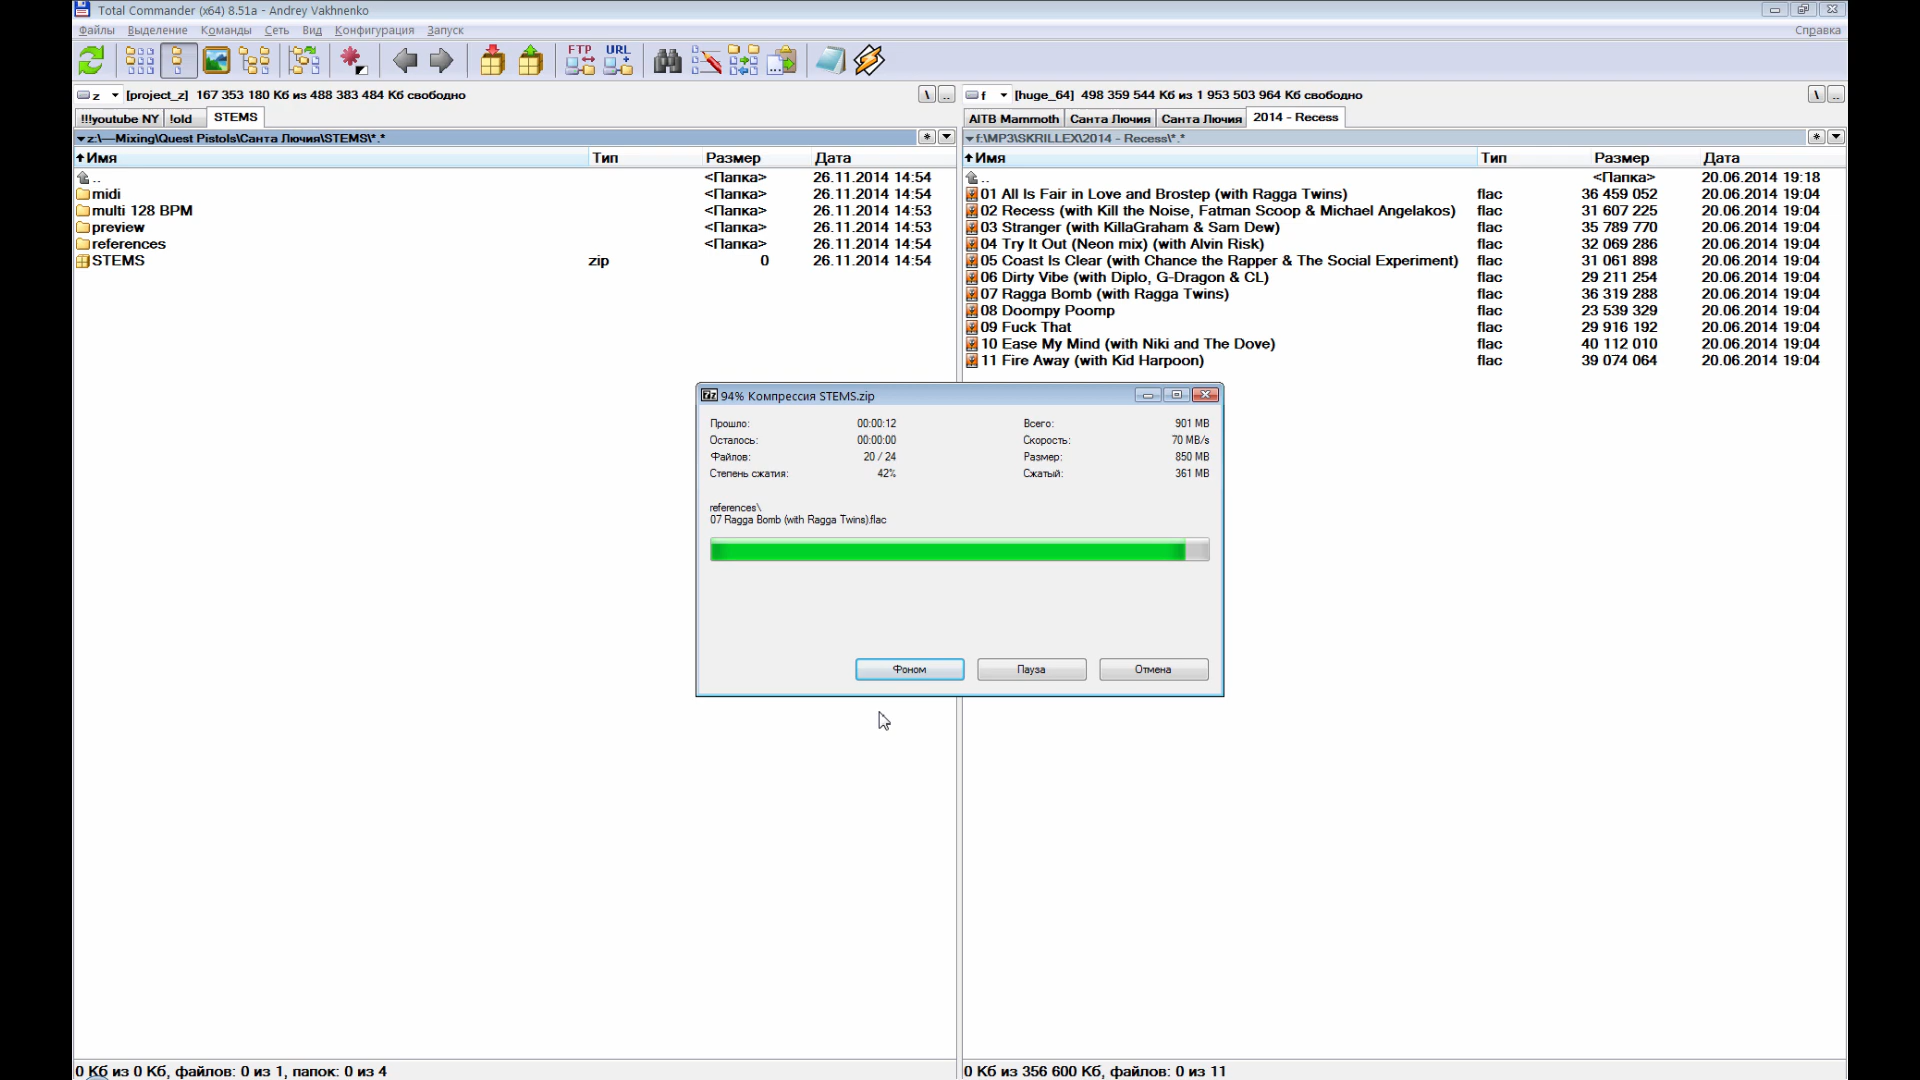 Total Commander (x64) 8.51a - Andrey Vakhnenko
Файлы Выделение Команды Сеть Вид Конфигурация Запуск Справка
FTP URL
z [project_z] 167 353 180 Кб из 488 383 484 Кб свободно \ ..
!!!youtube NY !old STEMS
z:\---Mixing\Quest Pistols\Санта Лючия\STEMS\*.* *
Имя Тип Размер Дата
.. <Папка> 26.11.2014 14:54
midi <Папка> 26.11.2014 14:54
multi 128 BPM <Папка> 26.11.2014 14:53
preview <Папка> 26.11.2014 14:53
references <Папка> 26.11.2014 14:54
STEMS zip 0 26.11.2014 14:54
0 Кб из 0 Кб, файлов: 0 из 1, папок: 0 из 4
f [huge_64] 498 359 544 Кб из 1 953 503 964 Кб свободно \ ..
AITB Mammoth Санта Лючия Санта Лючия 2014 - Recess
f:\MP3\SKRILLEX\2014 - Recess\*.* *
Имя Тип Размер Дата
.. <Папка> 20.06.2014 19:18
01 All Is Fair in Love and Brostep (with Ragga Twins) flac 36 459 052 20.06.2014 19:04
02 Recess (with Kill the Noise, Fatman Scoop & Michael Angelakos) flac 31 607 225 20.06.2014 19:04
03 Stranger (with KillaGraham & Sam Dew) flac 35 789 770 20.06.2014 19:04
04 Try It Out (Neon mix) (with Alvin Risk) flac 32 069 286 20.06.2014 19:04
05 Coast Is Clear (with Chance the Rapper & The Social Experiment) flac 31 061 898 20.06.2014 19:04
06 Dirty Vibe (with Diplo, G-Dragon & CL) flac 29 211 254 20.06.2014 19:04
07 Ragga Bomb (with Ragga Twins) flac 36 319 288 20.06.2014 19:04
08 Doompy Poomp flac 23 539 329 20.06.2014 19:04
09 Fuck That flac 29 916 192 20.06.2014 19:04
10 Ease My Mind (with Niki and The Dove) flac 40 112 010 20.06.2014 19:04
11 Fire Away (with Kid Harpoon) flac 39 074 064 20.06.2014 19:04
0 Кб из 356 600 Кб, файлов: 0 из 11
94% Компрессия STEMS.zip
Прошло: 00:00:12 Всего: 901 MB
Осталось: 00:00:00 Скорость: 70 MB/s
Файлов: 20 / 24 Размер: 850 MB
Степень сжатия: 42% Сжатый: 361 MB
references\
07 Ragga Bomb (with Ragga Twins).flac
Фоном Пауза Отмена